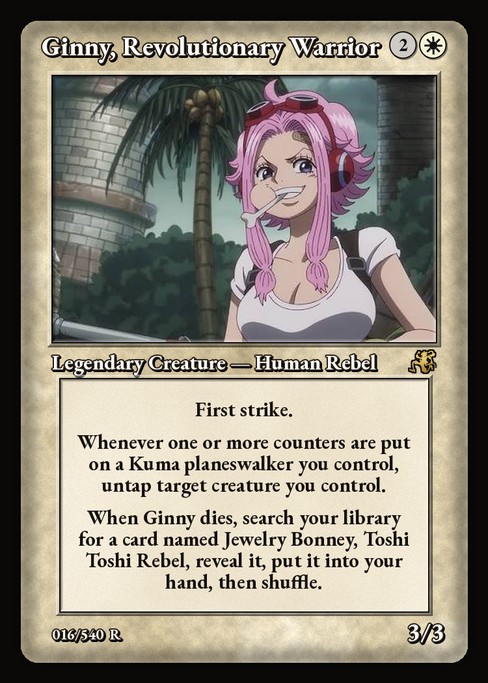 Ginny, Revolutionary Warrior 2
Legendary Creature — Human Rebel
First strike.
Whenever one or more counters are put
on a Kuma planeswalker you control,
untap target creature you control.
When Ginny dies, search your library
for a card named Jewelry Bonney, Toshi
Toshi Rebel, reveal it, put it into your
hand, then shuffle.
016/540 R
3/3